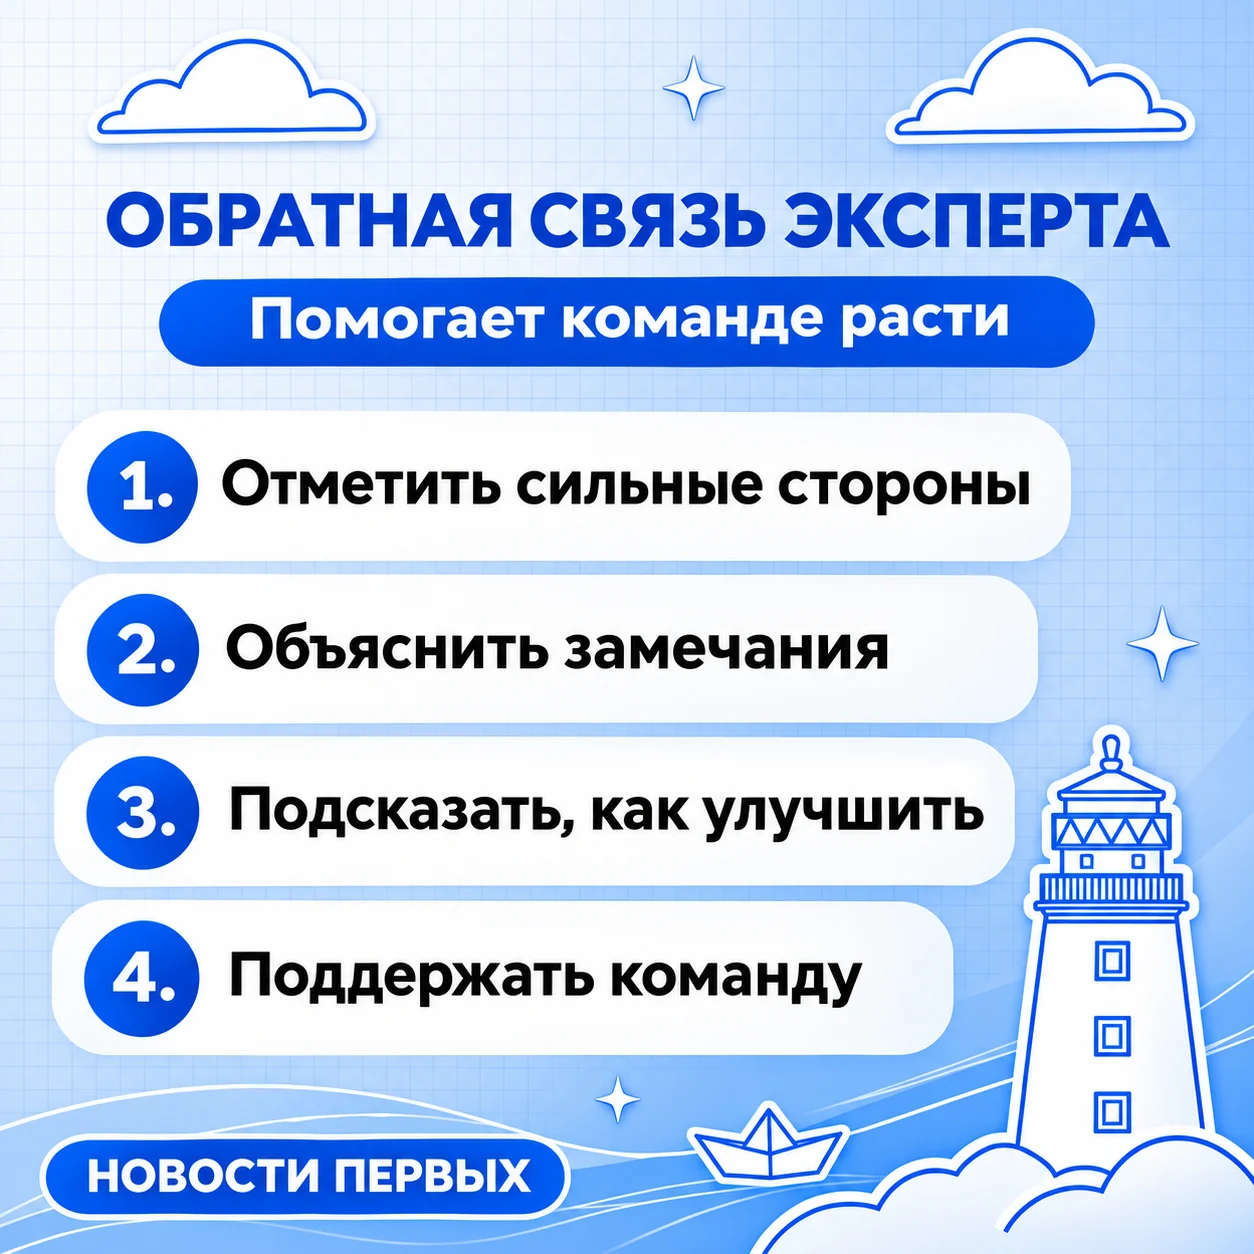 ОБРАТНАЯ СВЯЗЬ ЭКСПЕРТА
Помогает команде расти
1. Отметить сильные стороны
2. Объяснить замечания
3. Подсказать, как улучшить
4. Поддержать команду
НОВОСТИ ПЕРВЫХ